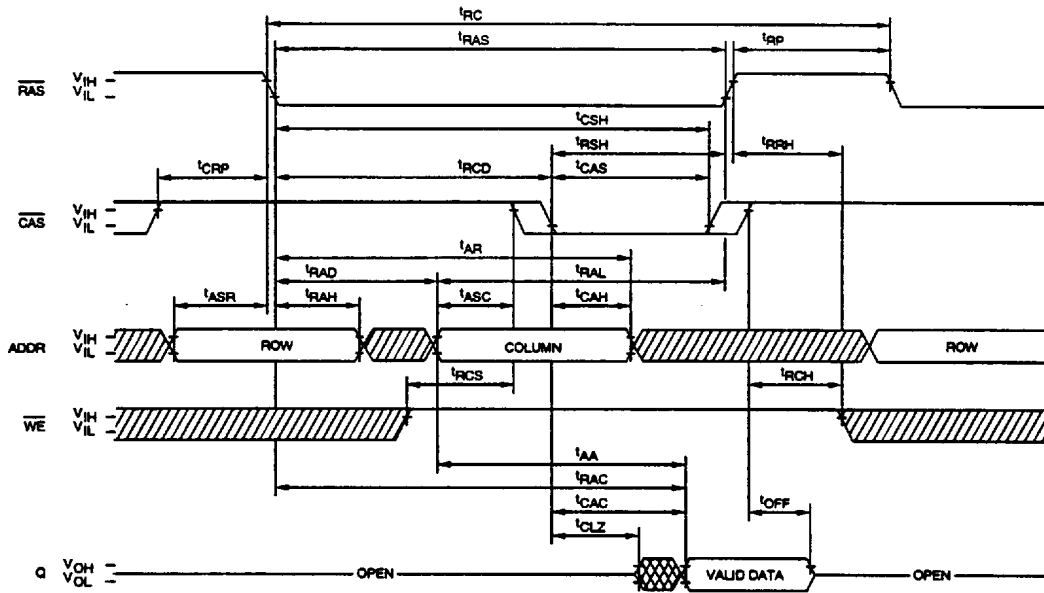 tRC
tRAS tRP
RAS VIH VIL
tCSH
tRSH tRRH
tCRP tRCD tCAS
CAS VIH VIL
tAR
tRAD tRAL
tASR tRAH tASC tCAH
ADDR VIH VIL ROW COLUMN ROW
tRCS tRCH
WE VIH VIL
tAA
tRAC
tCAC tOFF
tCLZ
Q VOH VOL OPEN VALID DATA OPEN